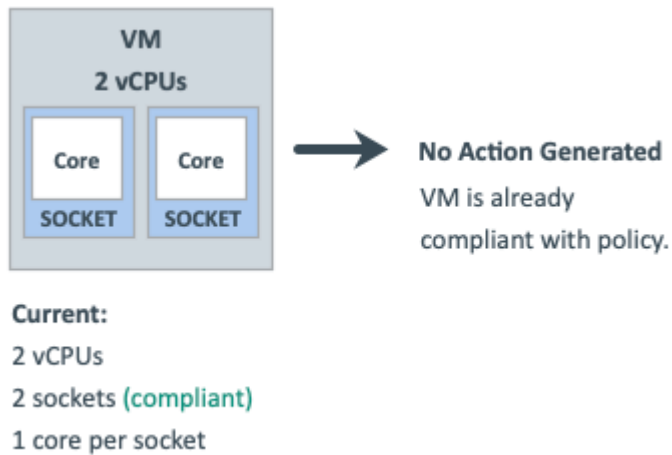 VM
2 vCPUs
Core
Core
SOCKET
SOCKET
No Action Generated
VM is already
compliant with policy.
Current:
2 vCPUs
2 sockets (compliant)
1 core per socket